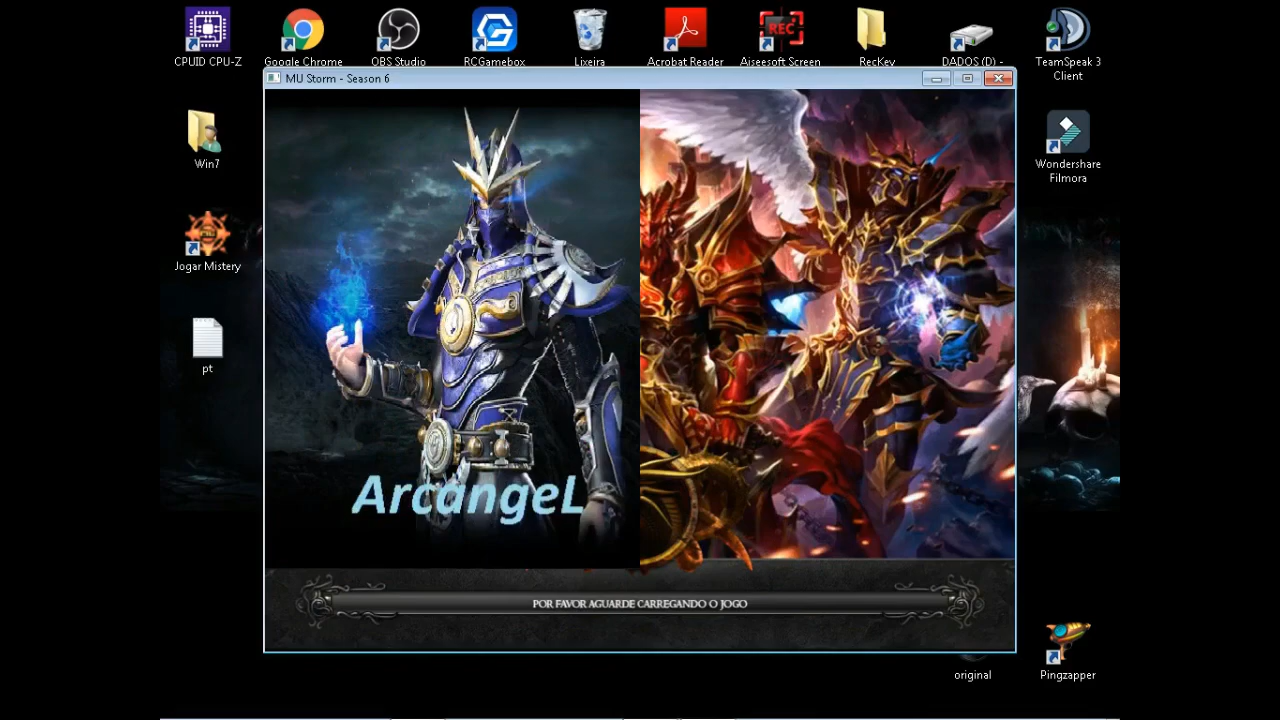 CPUID CPU-Z
Google Chrome
OBS Studio
RCGamebox
Lixeira
Acrobat Reader
Aiseesoft Screen
REC
RecKey
DADOS (D) -
TeamSpeak 3
Client
MU Storm - Season 6
Win7
Wondershare
Filmora
Jogar Mistery
pt
ArcangeL
POR FAVOR AGUARDE CARREGANDO O JOGO
original
Pingzapper